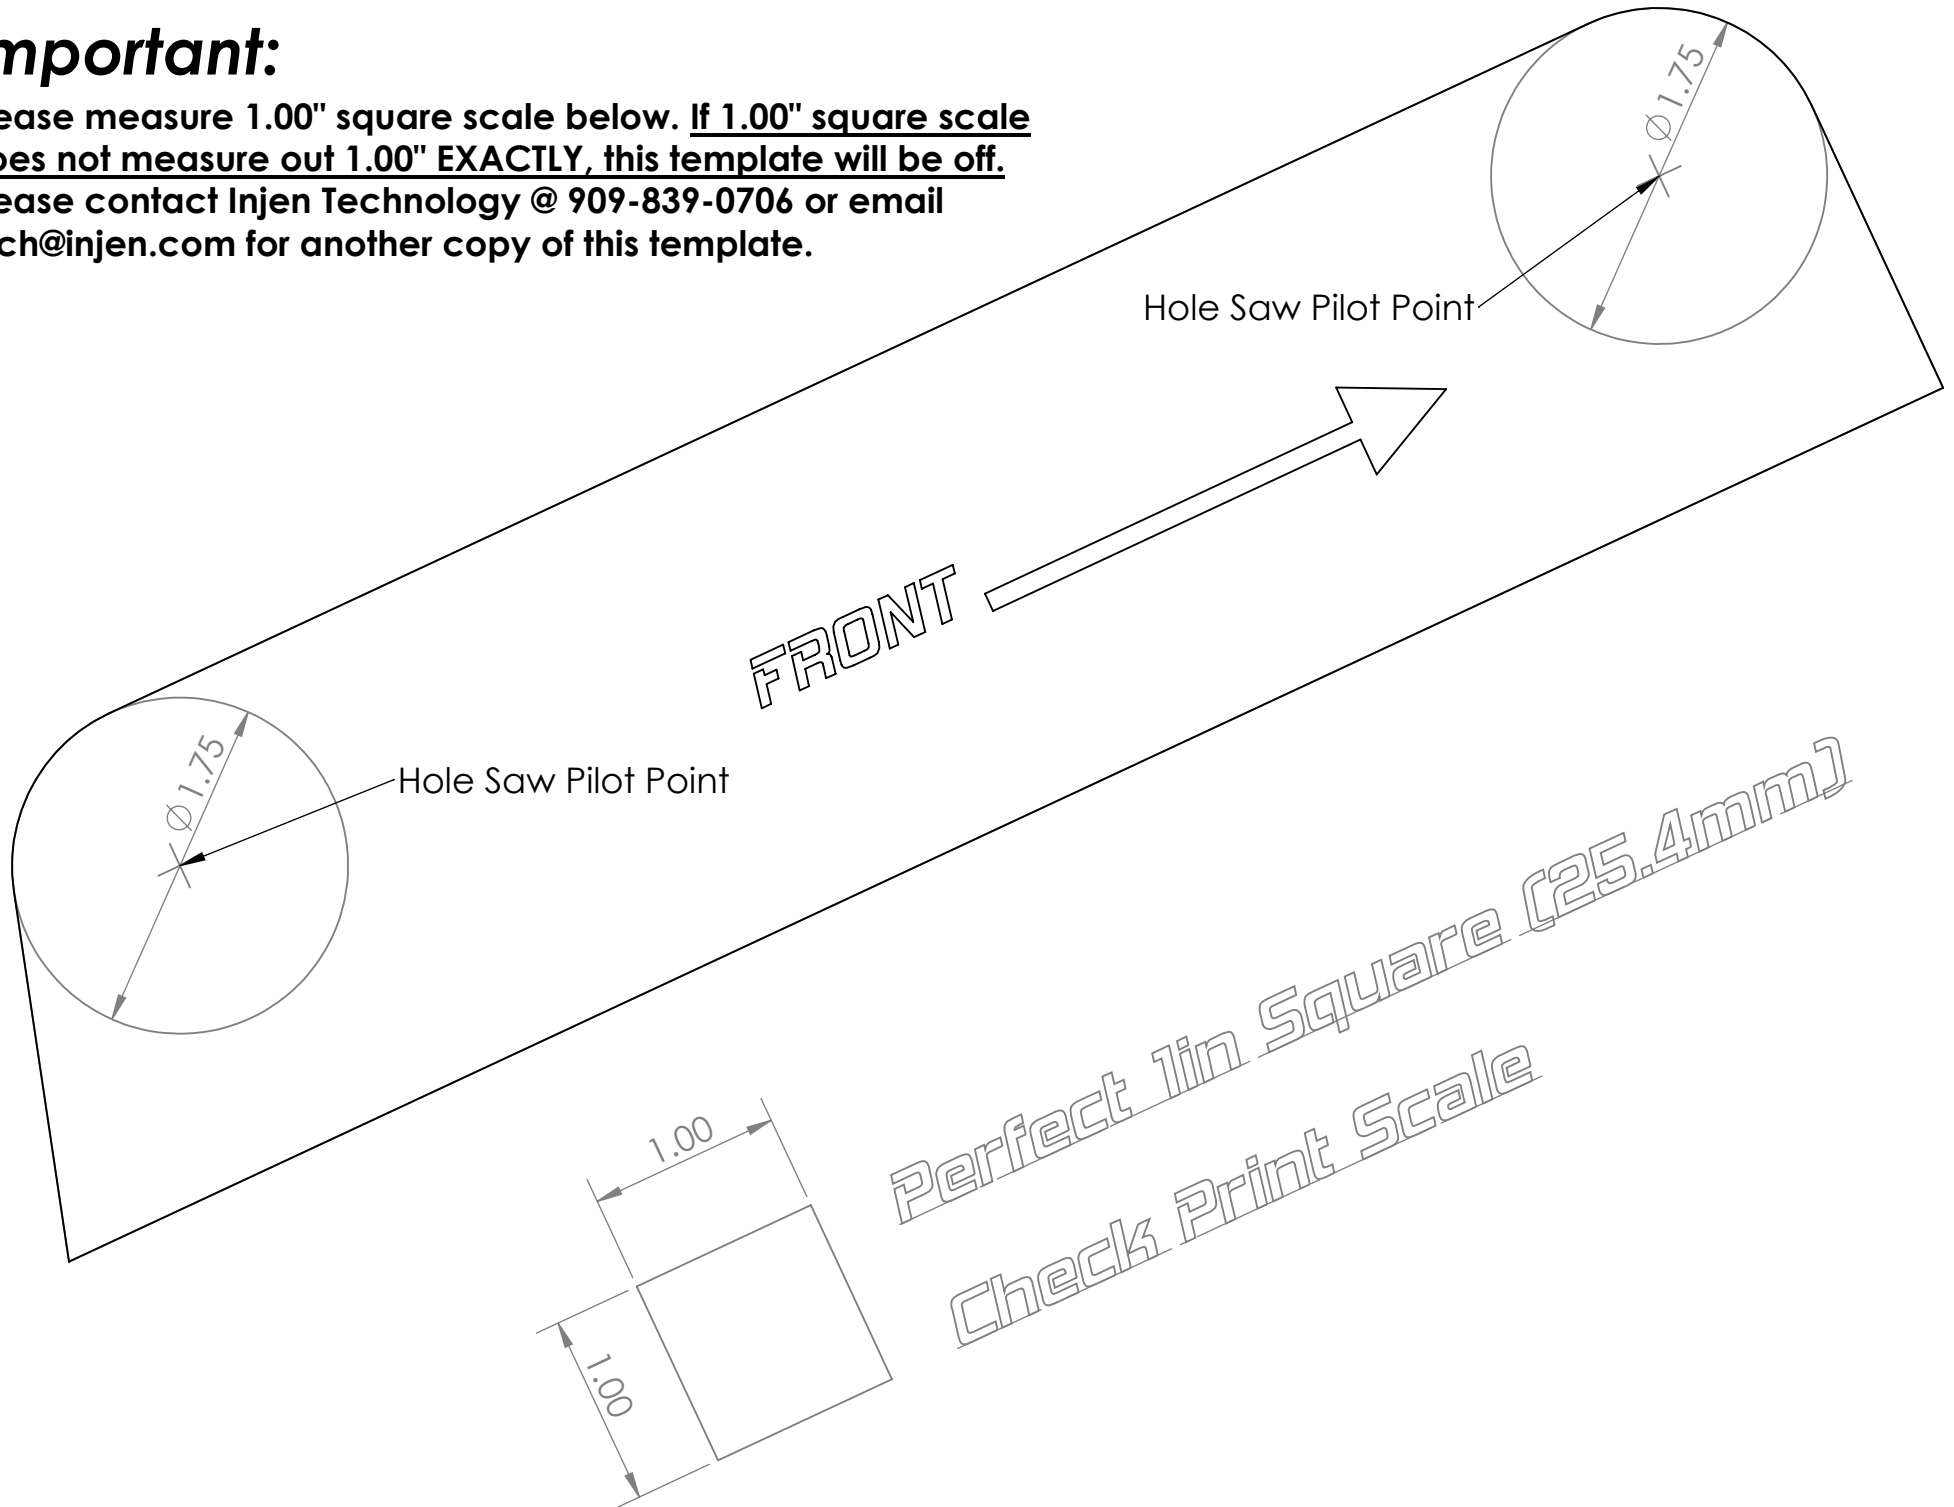 mportant:
ease measure 1.00" square scale below. If 1.00" square scale
oes not measure out 1.00" EXACTLY, this template will be off.
ease contact Injen Technology @ 909-839-0706 or email
ch@injen.com for another copy of this template.
Ø 1.75
Hole Saw Pilot Point
FRONT
Ø 1.75
Hole Saw Pilot Point
Perfect 1in Square (25.4mm)
Check Print Scale
1.00
1.00